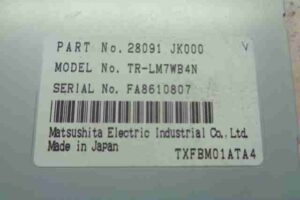 PART No. 28091 JK000 V
MODEL No. TR-LM7WB4N
SERIAL No. FA8610807
Matsushita Electric Industrial Co., Ltd.
Made in Japan
TXFBM01ATA4